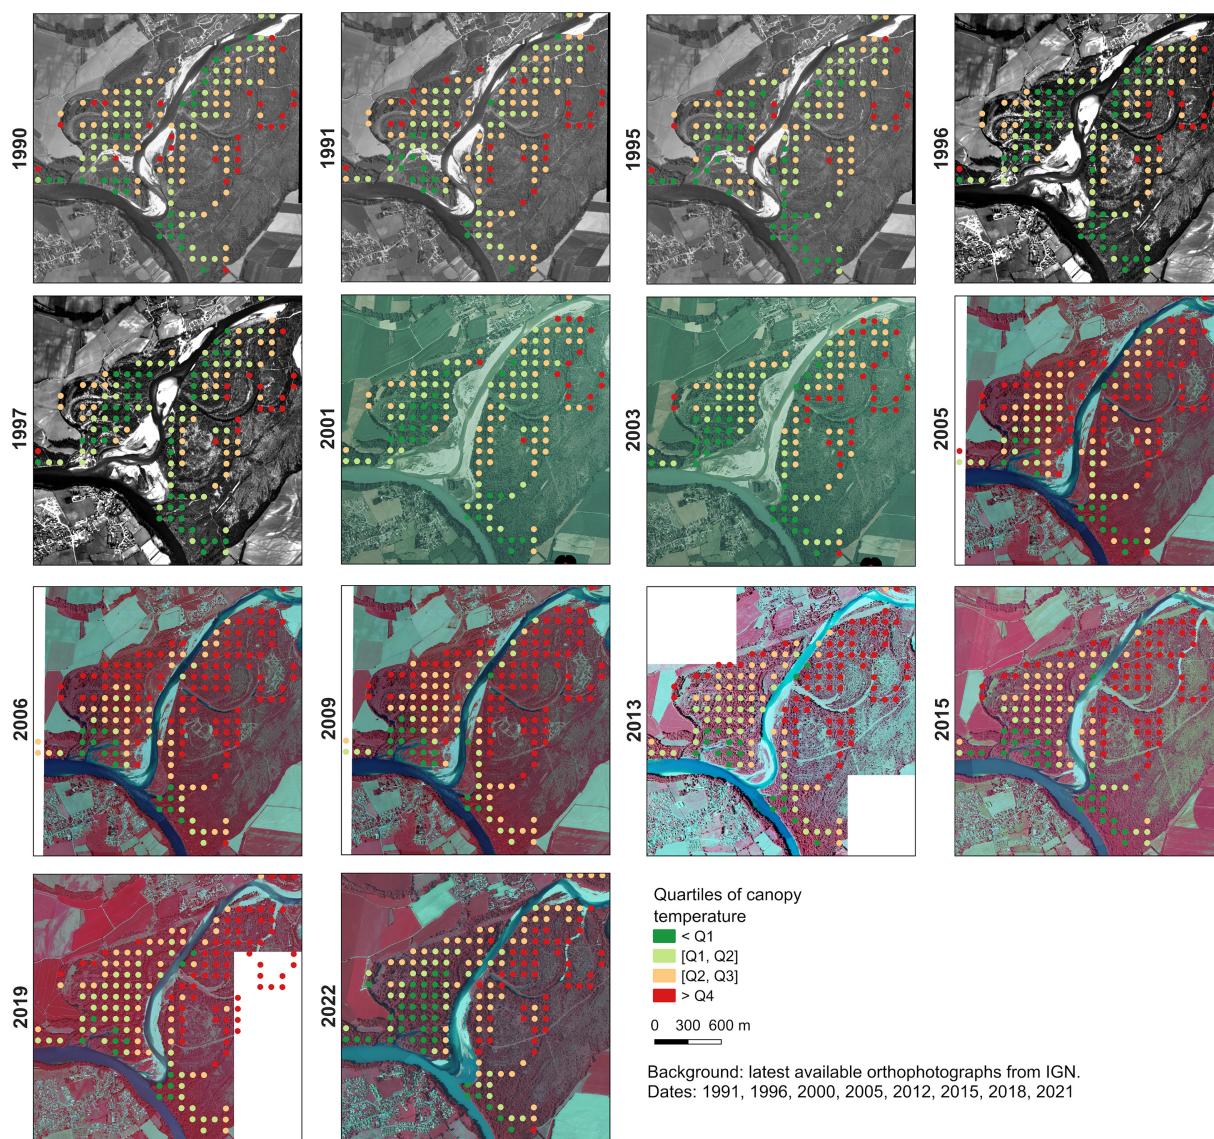 1990
1991
1995
1996
1997
2001
2003
2005
2006
2009
2013
2015
2019
2022
Quartiles of canopy
temperature
< Q1
[Q1, Q2]
[Q2, Q3]
> Q4
0 300 600 m
Background: latest available orthophotographs from IGN.
Dates: 1991, 1996, 2000, 2005, 2012, 2015, 2018, 2021